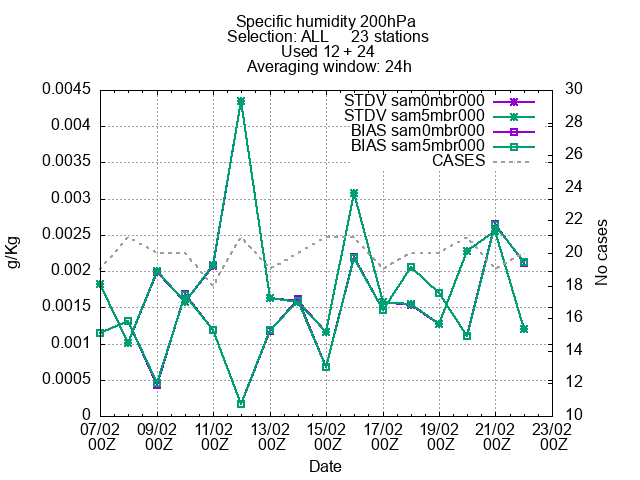 Specific humidity 200hPa
Selection: ALL 23 stations
Used 12 + 24
Averaging window: 24h
STDV sam0mbr000
STDV sam5mbr000
BIAS sam0mbr000
BIAS sam5mbr000
CASES
0.0045
0.004
0.0035
0.003
0.0025
0.002
0.0015
0.001
0.0005
0
g/Kg
30
28
26
24
22
20
18
16
14
12
10
No cases
07/02 09/02 11/02 13/02 15/02 17/02 19/02 21/02 23/02
00Z 00Z 00Z 00Z 00Z 00Z 00Z 00Z 00Z
Date